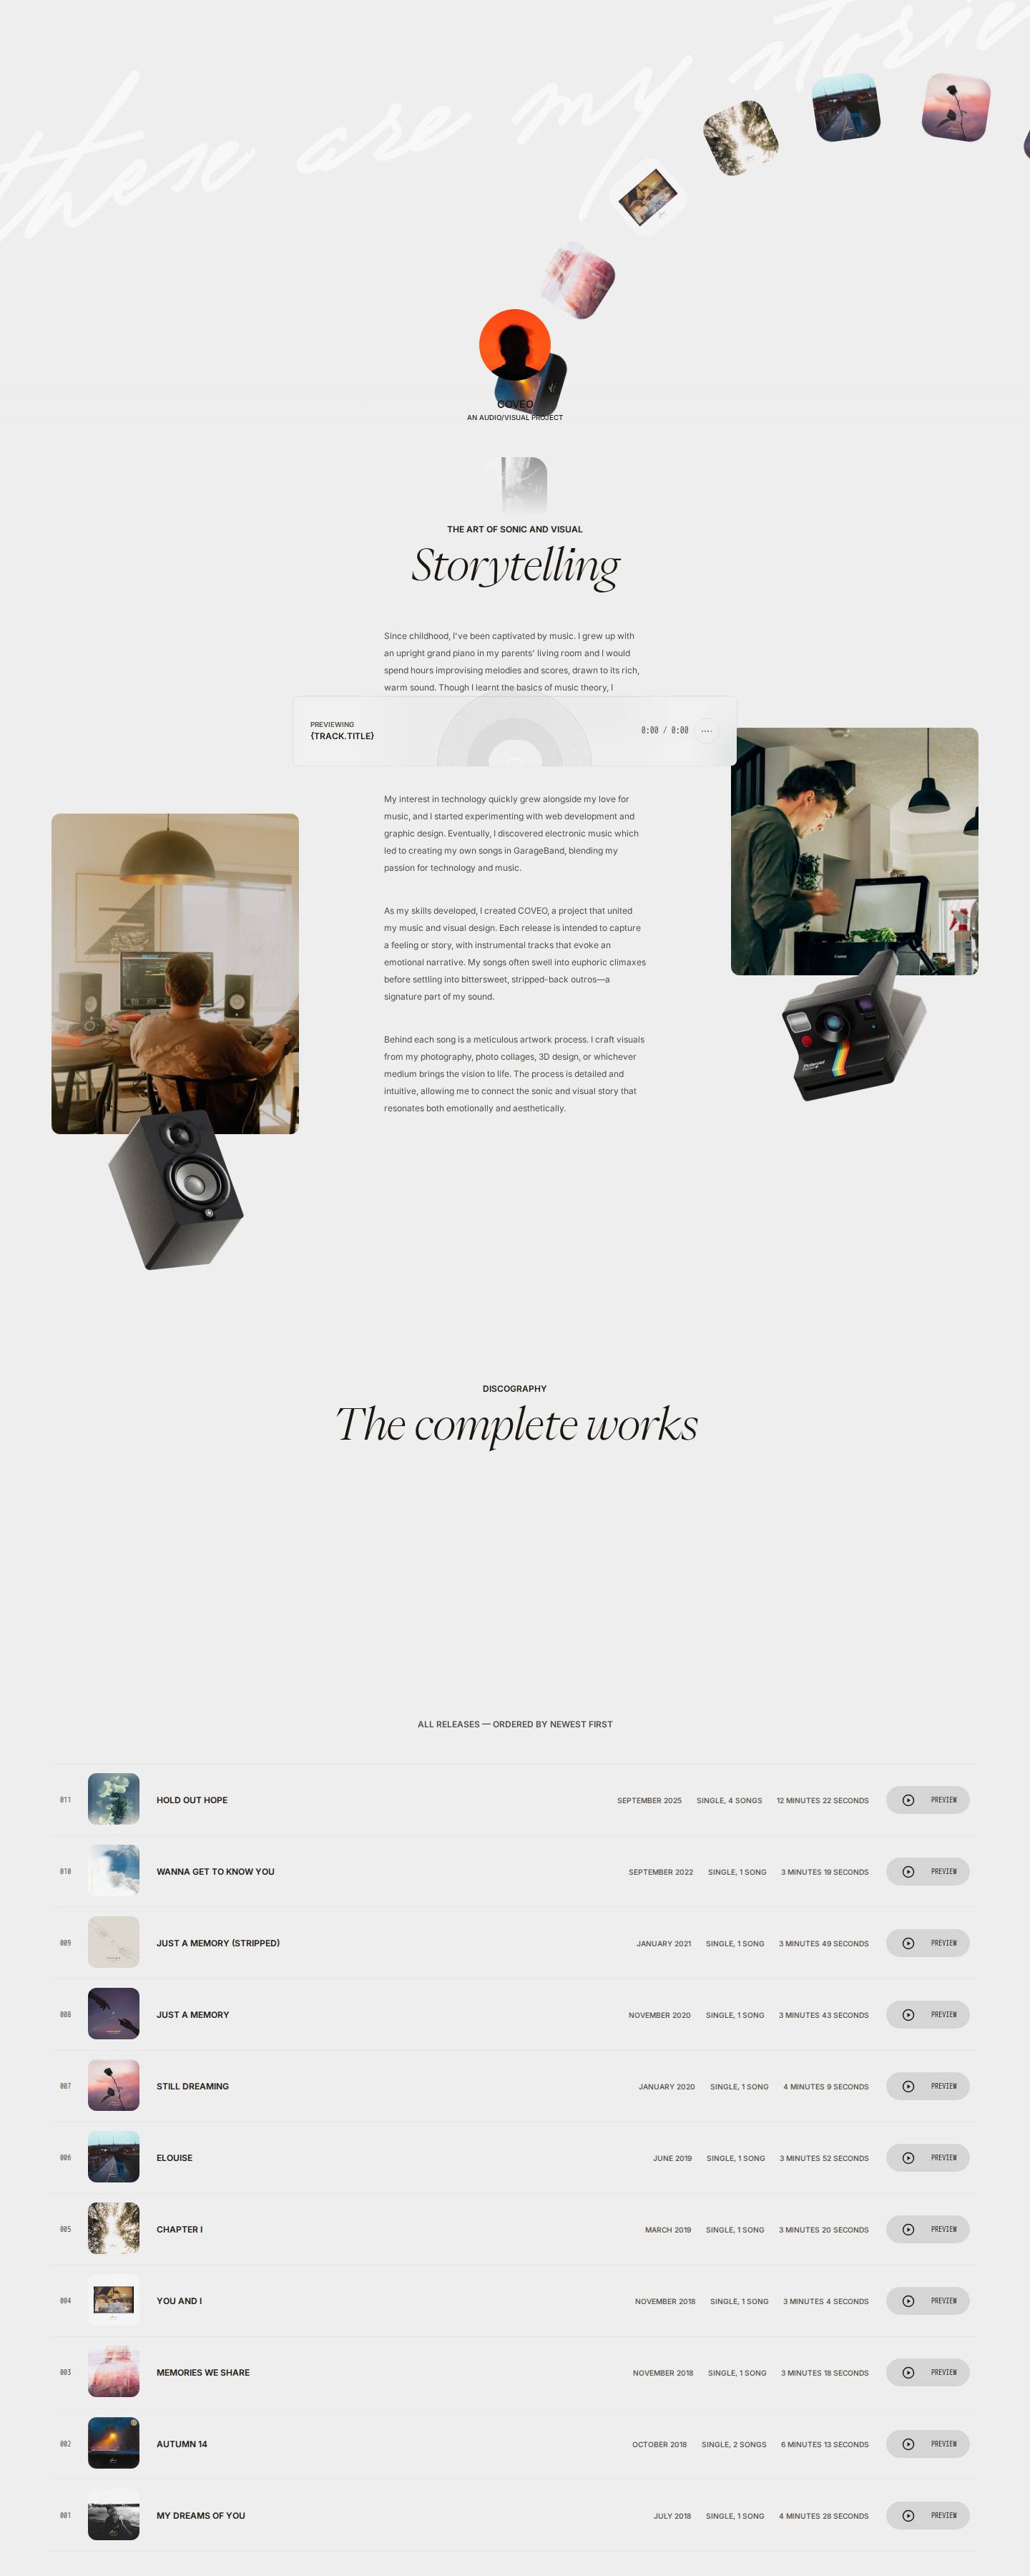 these are my storie
COVEO
AN AUDIO/VISUAL PROJECT
THE ART OF SONIC AND VISUAL
Storytelling
Since childhood, I've been captivated by music. I grew up with
an upright grand piano in my parents' living room and I would
spend hours improvising melodies and scores, drawn to its rich,
warm sound. Though I learnt the basics of music theory, I
PREVIEWING
{TRACK.TITLE}
0:00 / 0:00
My interest in technology quickly grew alongside my love for
music, and I started experimenting with web development and
graphic design. Eventually, I discovered electronic music which
led to creating my own songs in GarageBand, blending my
passion for technology and music.
As my skills developed, I created COVEO, a project that united
my music and visual design. Each release is intended to capture
a feeling or story, with instrumental tracks that evoke an
emotional narrative. My songs often swell into euphoric climaxes
before settling into bittersweet, stripped-back outros—a
signature part of my sound.
Behind each song is a meticulous artwork process. I craft visuals
from my photography, photo collages, 3D design, or whichever
medium brings the vision to life. The process is detailed and
intuitive, allowing me to connect the sonic and visual story that
resonates both emotionally and aesthetically.
Canon
Polaroid
DISCOGRAPHY
The complete works
ALL RELEASES — ORDERED BY NEWEST FIRST
011 HOLD OUT HOPE SEPTEMBER 2025 SINGLE, 4 SONGS 12 MINUTES 22 SECONDS PREVIEW
010 WANNA GET TO KNOW YOU SEPTEMBER 2022 SINGLE, 1 SONG 3 MINUTES 19 SECONDS PREVIEW
009 JUST A MEMORY (STRIPPED) JANUARY 2021 SINGLE, 1 SONG 3 MINUTES 49 SECONDS PREVIEW
008 JUST A MEMORY NOVEMBER 2020 SINGLE, 1 SONG 3 MINUTES 43 SECONDS PREVIEW
007 STILL DREAMING JANUARY 2020 SINGLE, 1 SONG 4 MINUTES 9 SECONDS PREVIEW
006 ELOUISE JUNE 2019 SINGLE, 1 SONG 3 MINUTES 52 SECONDS PREVIEW
005 CHAPTER I MARCH 2019 SINGLE, 1 SONG 3 MINUTES 20 SECONDS PREVIEW
004 YOU AND I NOVEMBER 2018 SINGLE, 1 SONG 3 MINUTES 4 SECONDS PREVIEW
003 MEMORIES WE SHARE NOVEMBER 2018 SINGLE, 1 SONG 3 MINUTES 18 SECONDS PREVIEW
002 AUTUMN 14 OCTOBER 2018 SINGLE, 2 SONGS 6 MINUTES 13 SECONDS PREVIEW
001 MY DREAMS OF YOU JULY 2018 SINGLE, 1 SONG 4 MINUTES 28 SECONDS PREVIEW